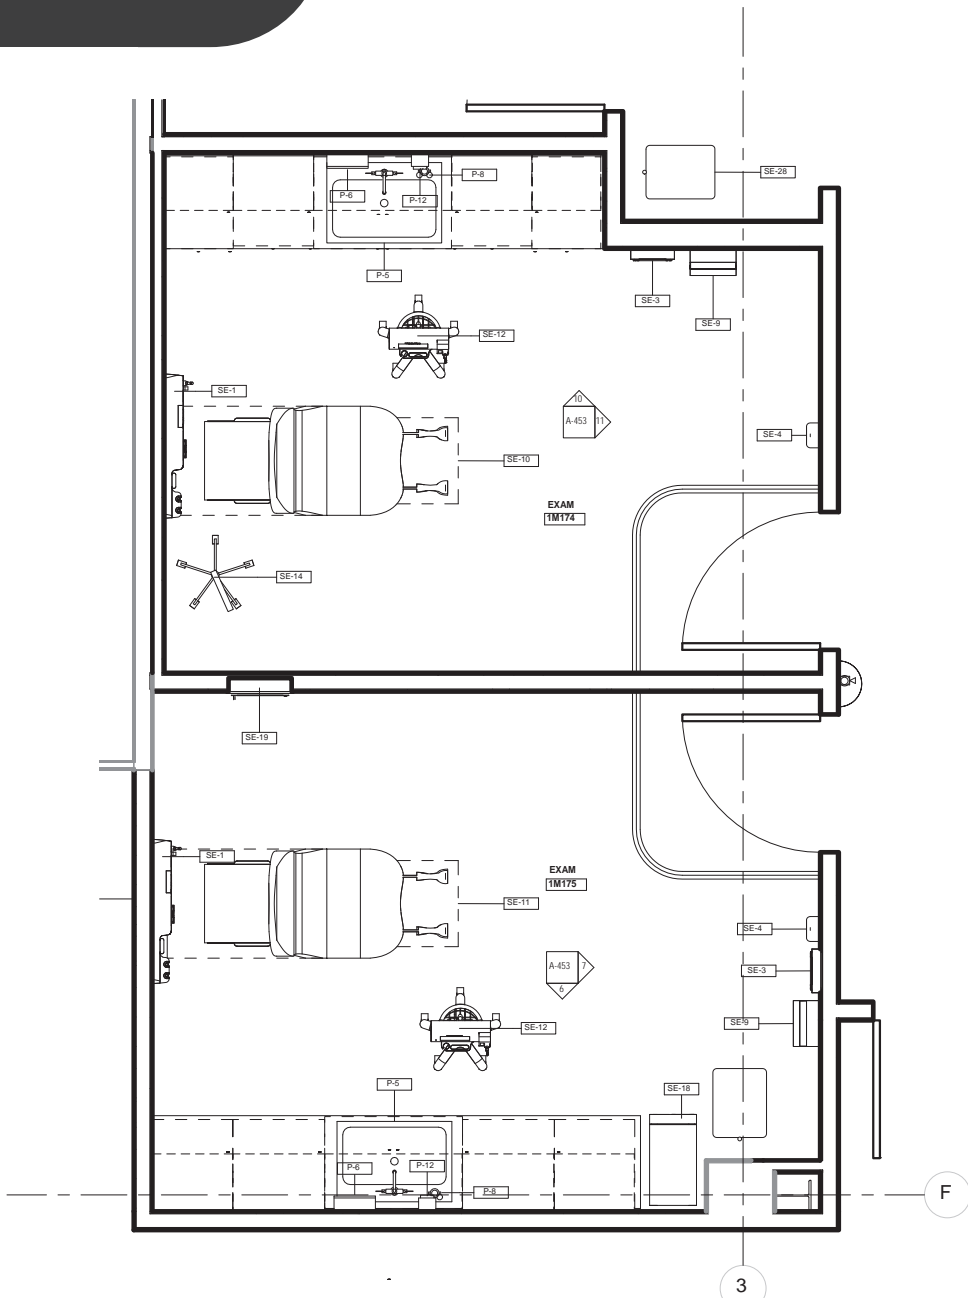 SE-28
P-8
P-6
P-12
P-5
SE-3
SE-9
SE-12
SE-1
10
A-453
11
SE-4
SE-10
EXAM
1M174
SE-14
SE-19
SE-1
EXAM
1M175
SE-11
SE-4
A-453
7
6
SE-3
SE-9
SE-12
P-5
SE-18
P-6
P-12
P-8
F
3